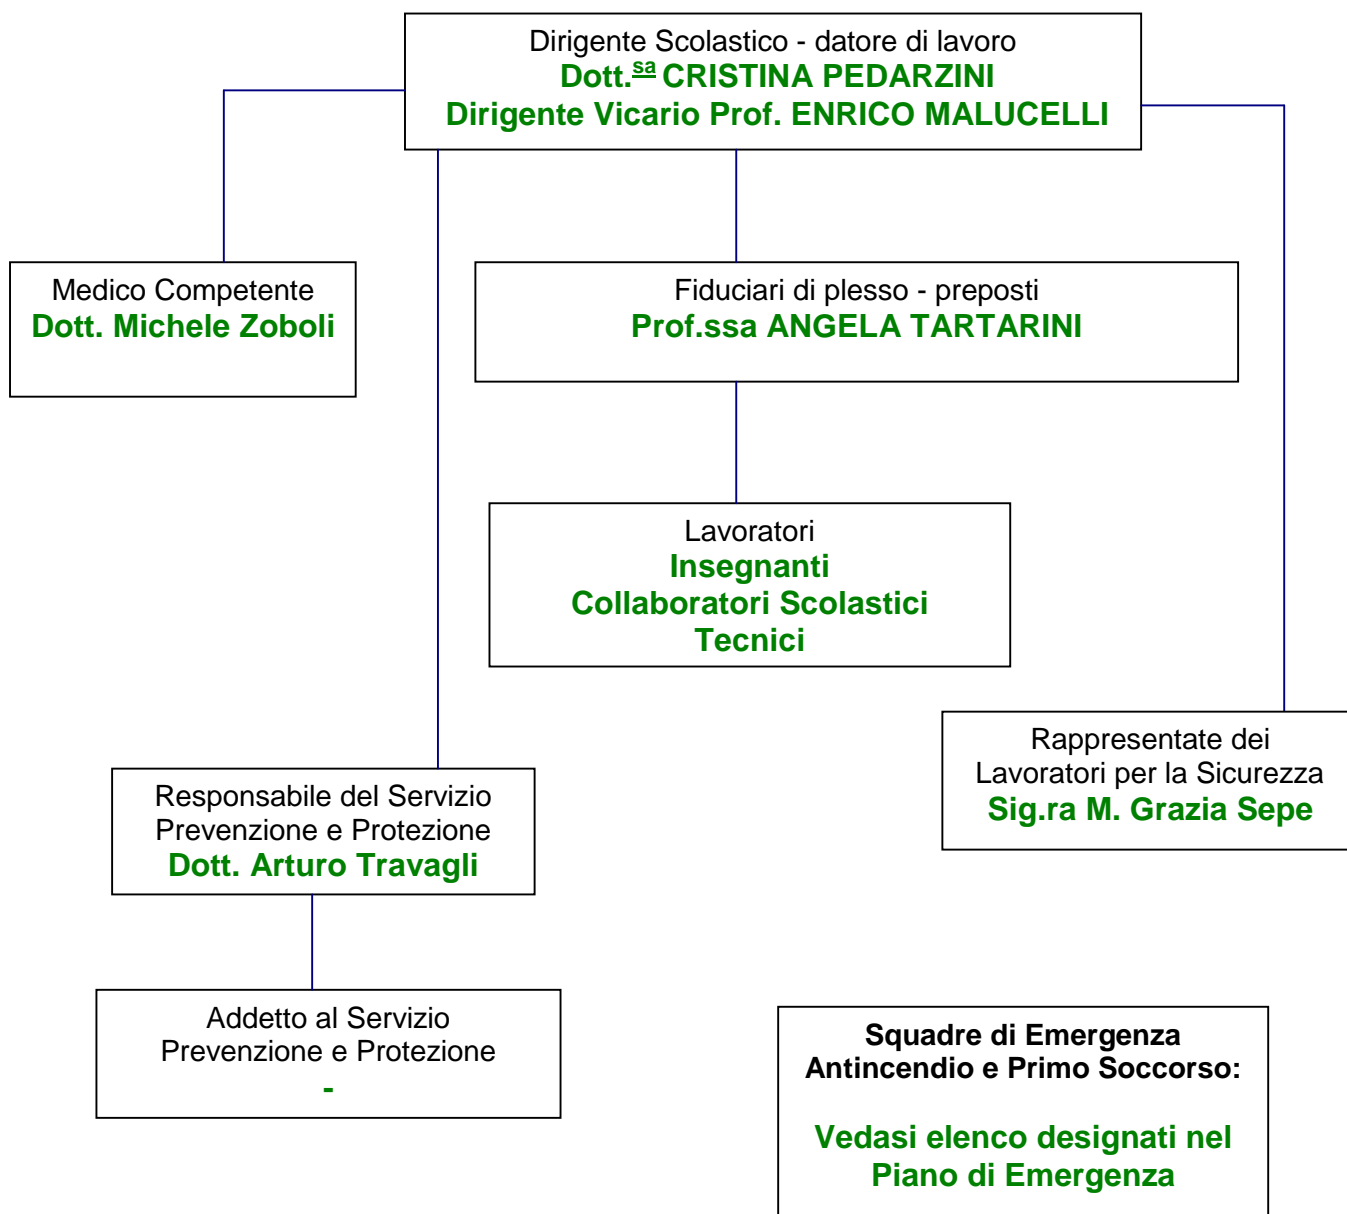 Dirigente Scolastico - datore di lavoro
Dott.sa CRISTINA PEDARZINI
Dirigente Vicario Prof. ENRICO MALUCELLI
Medico Competente
Dott. Michele Zoboli
Fiduciari di plesso - preposti
Prof.ssa ANGELA TARTARINI
Lavoratori
Insegnanti
Collaboratori Scolastici
Tecnici
Rappresentate dei
Lavoratori per la Sicurezza
Sig.ra M. Grazia Sepe
Responsabile del Servizio
Prevenzione e Protezione
Dott. Arturo Travagli
Addetto al Servizio
Prevenzione e Protezione
-
Squadre di Emergenza
Antincendio e Primo Soccorso:
Vedasi elenco designati nel
Piano di Emergenza